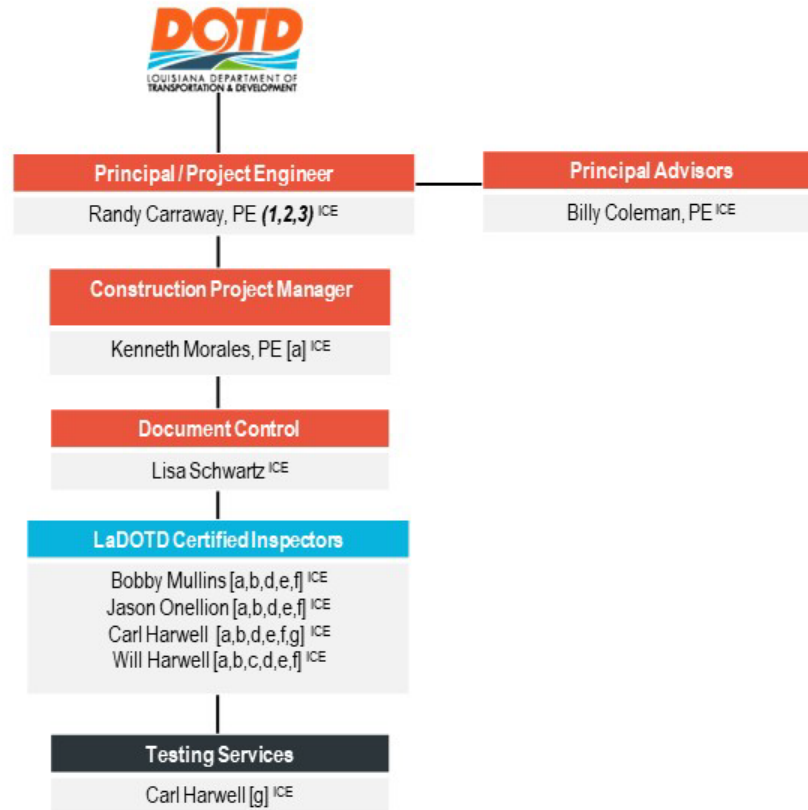 DOTD
LOUISIANA DEPARTMENT OF
TRANSPORTATION & DEVELOPMENT
Principal / Project Engineer
Randy Carraway, PE (1,2,3) ICE
Principal Advisors
Billy Coleman, PE ICE
Construction Project Manager
Kenneth Morales, PE [a] ICE
Document Control
Lisa Schwartz ICE
LaDOTD Certified Inspectors
Bobby Mullins [a,b,d,e,f] ICE
Jason Onellion [a,b,d,e,f] ICE
Carl Harwell [a,b,d,e,f,g] ICE
Will Harwell [a,b,c,d,e,f] ICE
Testing Services
Carl Harwell [g] ICE